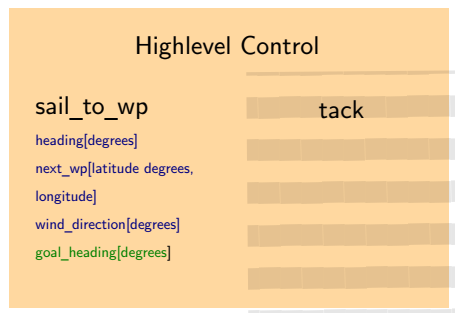 Highlevel Control
sail_to_wp
heading[degrees]
next_wp[latitude degrees,
longitude]
wind_direction[degrees]
goal_heading[degrees]
tack